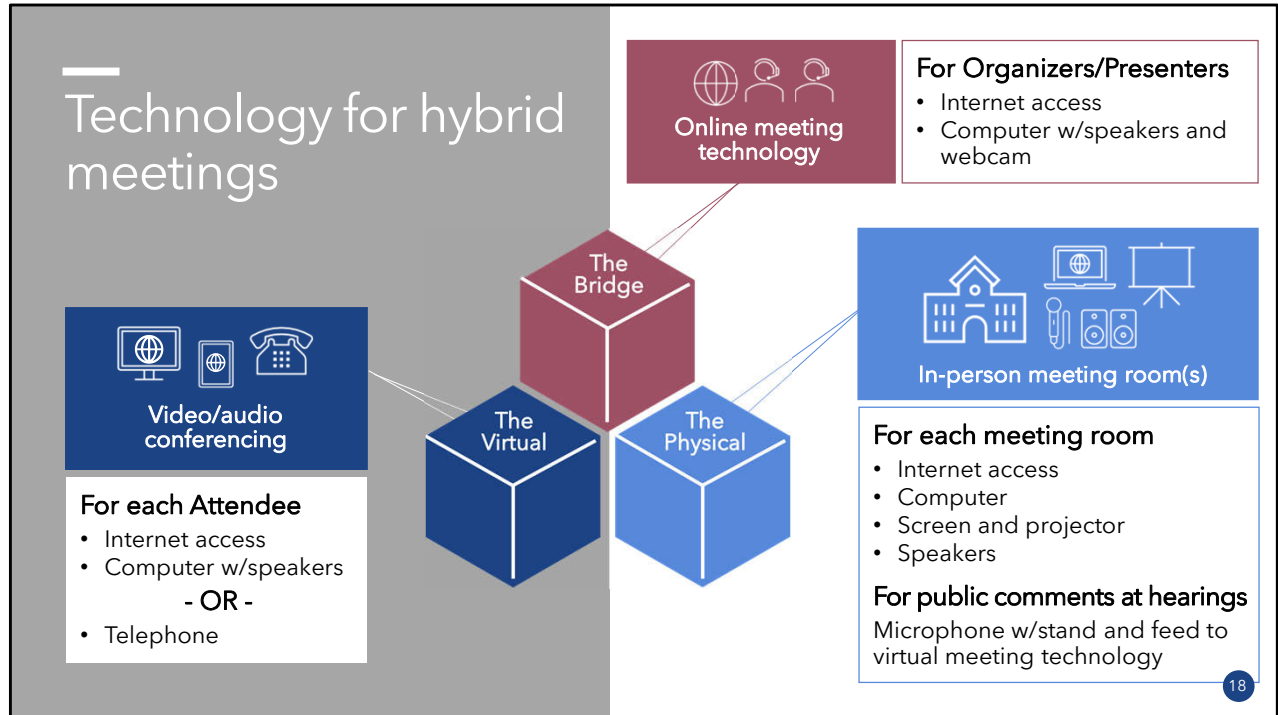 Technology for hybrid
meetings
Online meeting
technology
For Organizers/Presenters
• Internet access
• Computer w/speakers and
webcam
The
Bridge
The
Virtual
The
Physical
Video/audio
conferencing
For each Attendee
• Internet access
• Computer w/speakers
- OR -
• Telephone
In-person meeting room(s)
For each meeting room
• Internet access
• Computer
• Screen and projector
• Speakers
For public comments at hearings
Microphone w/stand and feed to
virtual meeting technology
18